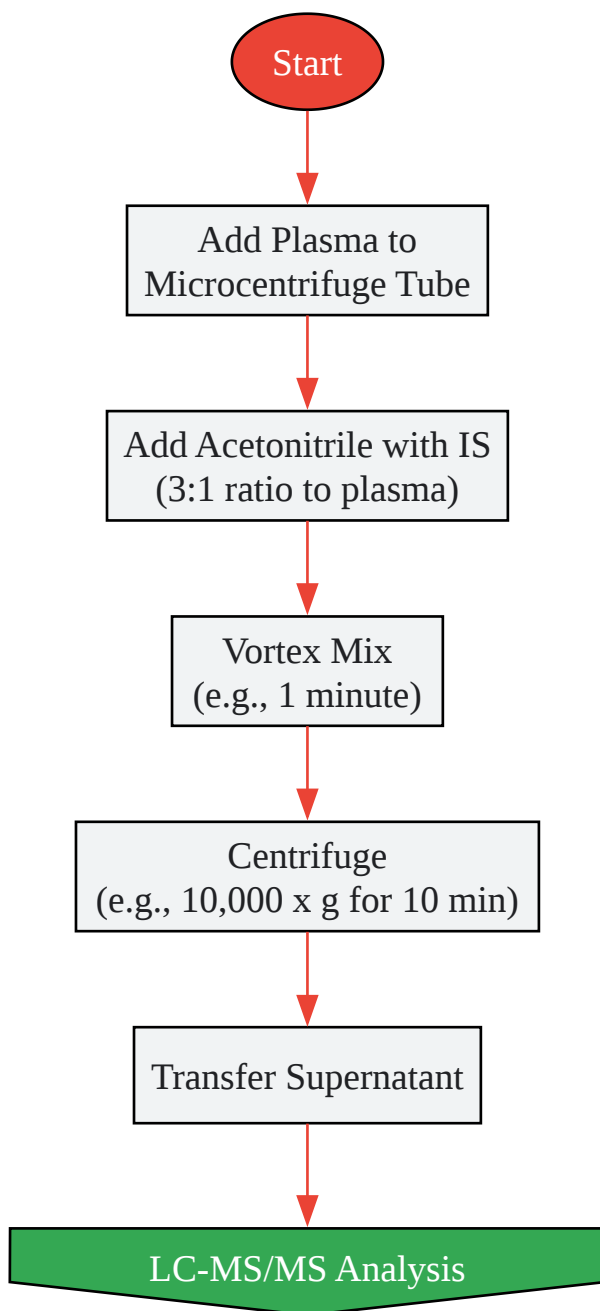 Start
Add Plasma to
Microcentrifuge Tube
Add Acetonitrile with IS
(3:1 ratio to plasma)
Vortex Mix
(e.g., 1 minute)
Centrifuge
(e.g., 10,000 x g for 10 min)
Transfer Supernatant
LC-MS/MS Analysis